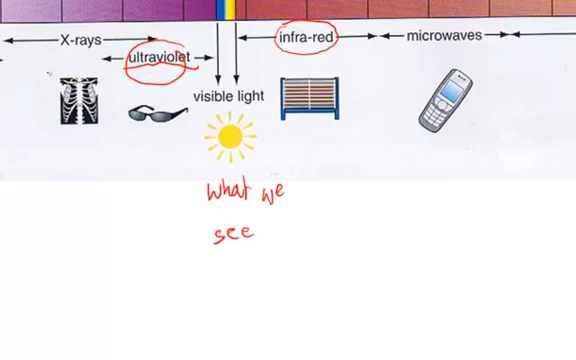 X-rays
ultraviolet
visible light
infra-red
microwaves
what we
see